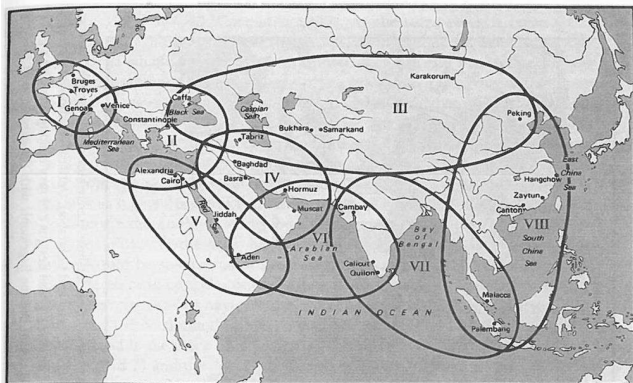 Bruges
Troyes
I
Genoa
Venice
Caffa
Black Sea
Constantinople
II
Mediterranean
Sea
Caspian
Sea
III
Karakorum
Bukhara
Samarkand
Peking
Tabriz
Baghdad
Basra
IV
Hormuz
Muscat
Alexandria
Cairo
V
Red
Sea
Jiddah
Aden
VI
Arabian
Sea
Cambay
Calicut
Quilon
Bay
of
Bengal
VII
INDIAN OCEAN
East
China
Sea
Hangchow
Zaytun
Canton
VIII
South
China
Sea
Malacca
Palembang